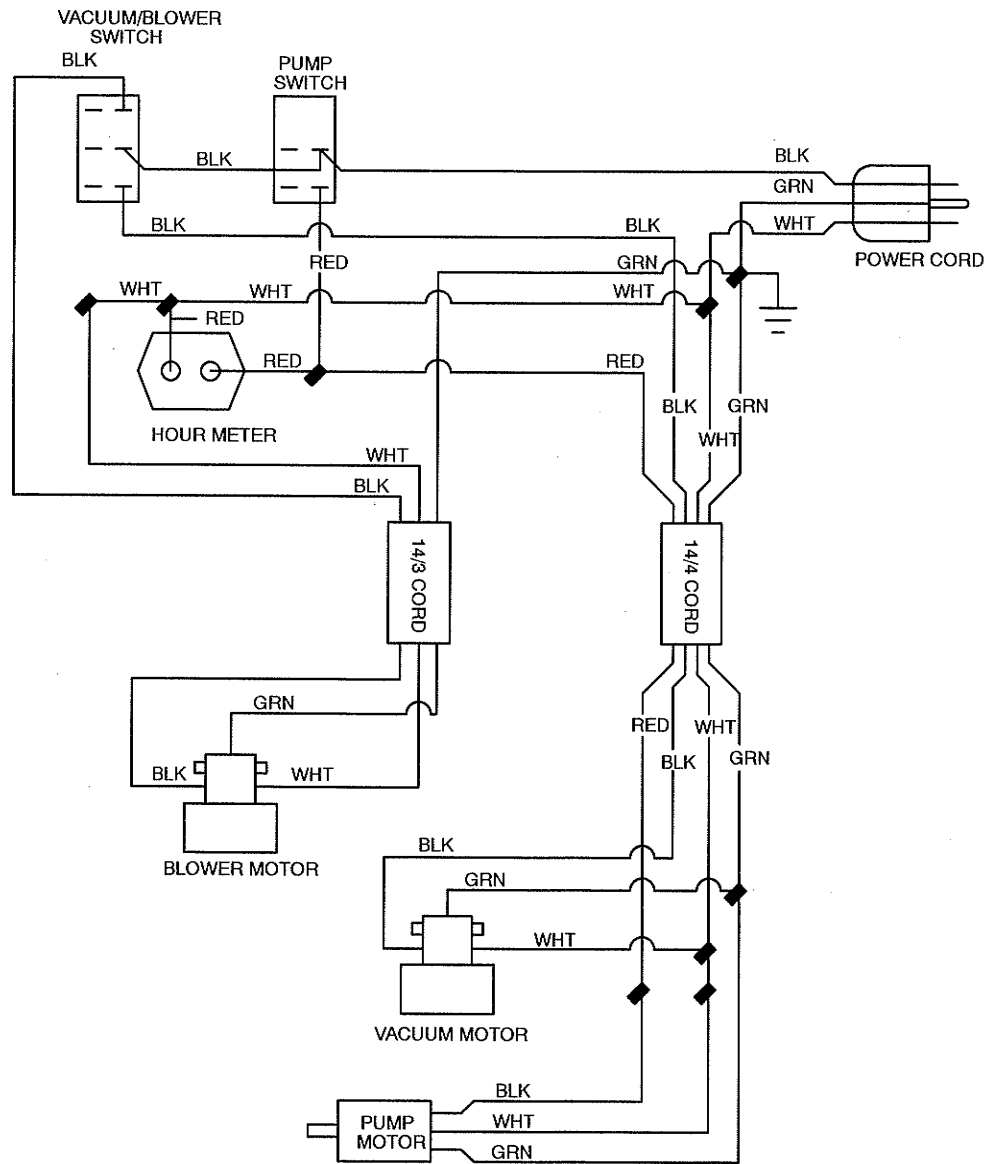 VACUUM/BLOWER
SWITCH
BLK
PUMP
SWITCH
BLK
BLK
GRN
WHT
POWER CORD
BLK
BLK
RED
GRN
WHT
WHT
WHT
RED
RED
RED
HOUR METER
BLK
GRN
WHT
WHT
BLK
14/3 CORD
14/4 CORD
GRN
RED
WHT
BLK
GRN
BLK
WHT
BLOWER MOTOR
BLK
GRN
WHT
VACUUM MOTOR
BLK
PUMP
MOTOR
WHT
GRN